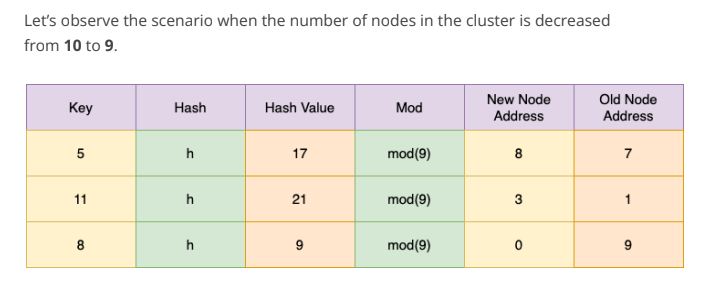 Let's observe the scenario when the number of nodes in the cluster is decreased
from 10 to 9.
Key Hash Hash Value Mod New Node Address Old Node Address
5 h 17 mod(9) 8 7
11 h 21 mod(9) 3 1
8 h 9 mod(9) 0 9